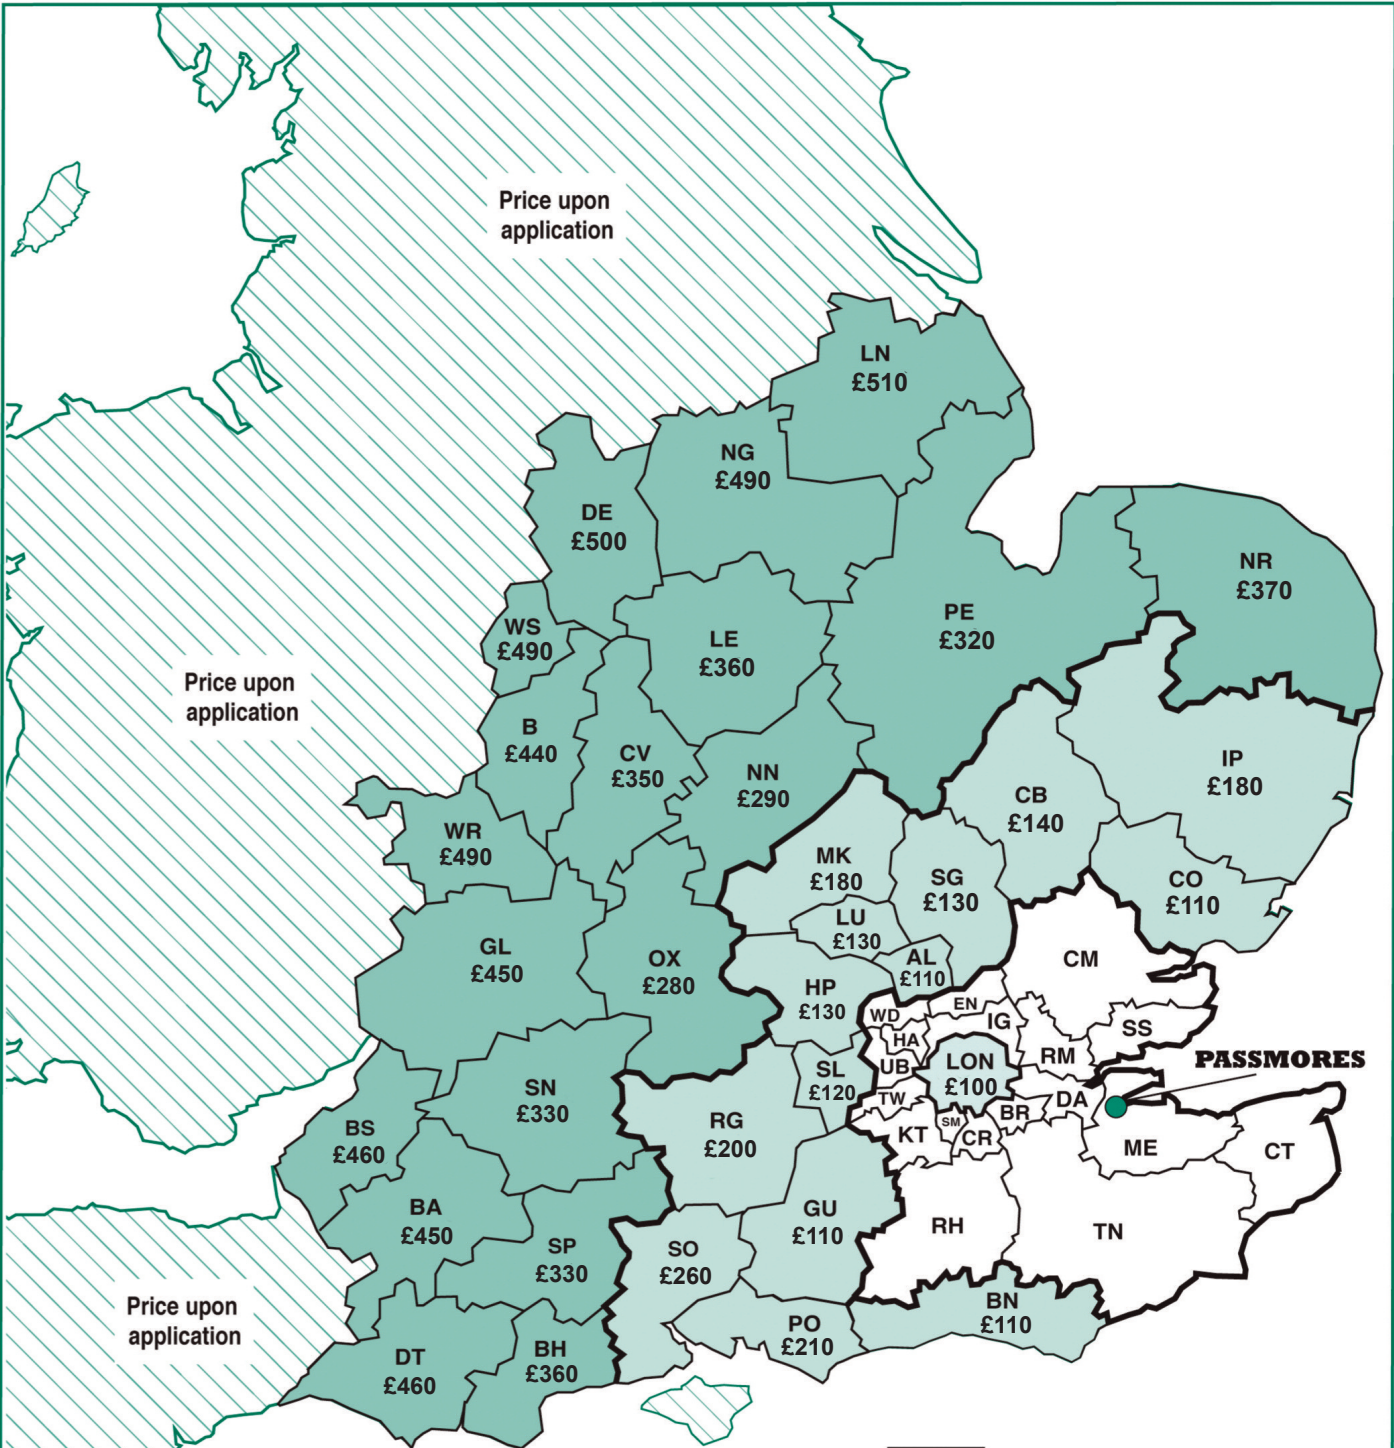 Price upon
application
LN
£510
NG
£490
DE
£500
NR
£370
WS
£490
LE
£360
PE
£320
Price upon
application
B
£440
CV
£350
NN
£290
IP
£180
CB
£140
WR
£490
MK
£180
SG
£130
CO
£110
LU
£130
GL
£450
OX
£280
AL
£110
CM
HP
£130
EN
WD
IG
SS
HA
RM
PASSMORES
UB
LON
£100
SL
£120
SN
£330
TW
DA
BR
RG
£200
SM
KT
CR
ME
CT
BS
£460
BA
£450
GU
£110
RH
TN
SP
£330
SO
£260
Price upon
application
BN
£110
PO
£210
DT
£460
BH
£360